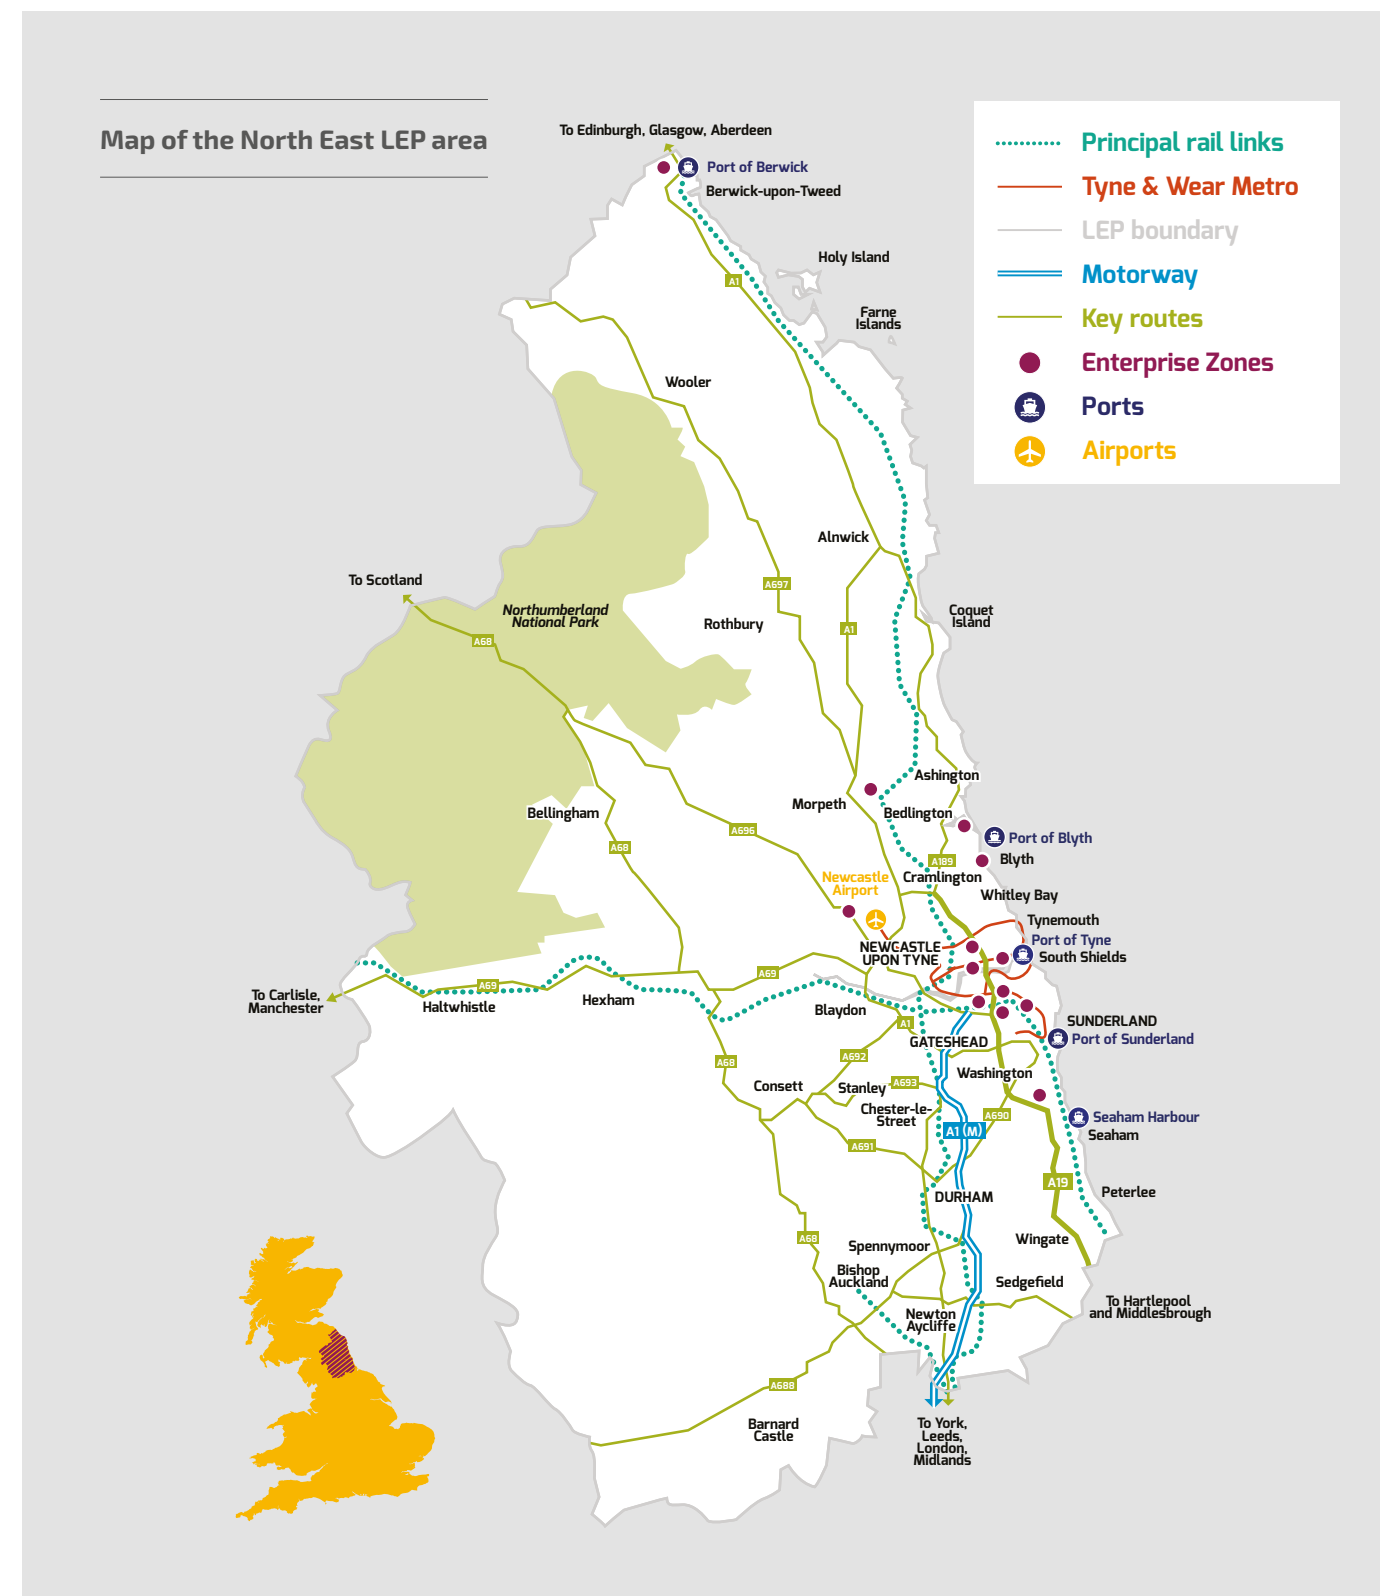 Map of the North East LEP area
Principal rail links
Tyne & Wear Metro
LEP boundary
Motorway
Key routes
Enterprise Zones
Ports
Airports
To Edinburgh, Glasgow, Aberdeen
Port of Berwick
Berwick-upon-Tweed
Holy Island
A1
Farne
Islands
Wooler
Alnwick
To Scotland
A697
Northumberland
National Park
Rothbury
Coquet
Island
A1
A68
Ashington
Morpeth
Bellingham
Bedlington
A696
Port of Blyth
A68
Blyth
A189
Newcastle
Airport
Cramlington
Whitley Bay
Tynemouth
Port of Tyne
NEWCASTLE
UPON TYNE
South Shields
A69
A69
To Carlisle,
Manchester
Haltwhistle
Hexham
Blaydon
A1
SUNDERLAND
Port of Sunderland
GATESHEAD
A692
A68
Washington
Consett
Stanley
A693
Chester-le-
Street
A690
Seaham Harbour
A1 (M)
Seaham
A691
A19
Peterlee
DURHAM
A68
Wingate
Spennymoor
Bishop
Auckland
Sedgefield
To Hartlepool
and Middlesbrough
Newton
Aycliffe
A688
Barnard
Castle
To York,
Leeds,
London,
Midlands